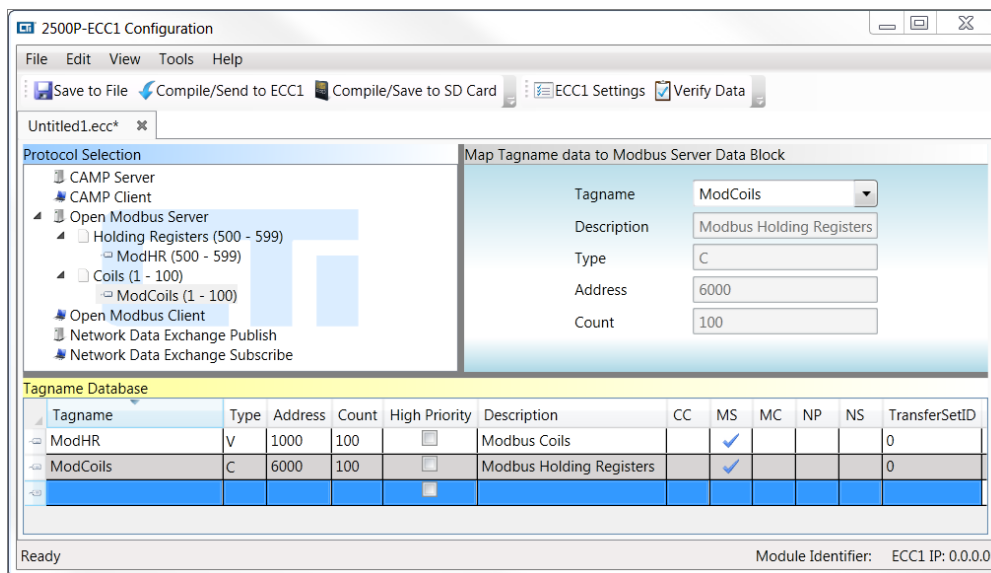 CTI 2500P-ECC1 Configuration
File Edit View Tools Help
Save to File Compile/Send to ECC1 Compile/Save to SD Card ECC1 Settings Verify Data
Untitled1.ecc*
Protocol Selection
CAMP Server
CAMP Client
Open Modbus Server
Holding Registers (500 - 599)
ModHR (500 - 599)
Coils (1 - 100)
ModCoils (1 - 100)
Open Modbus Client
Network Data Exchange Publish
Network Data Exchange Subscribe
Map Tagname data to Modbus Server Data Block
Tagname ModCoils
Description Modbus Holding Registers
Type C
Address 6000
Count 100
Tagname Database
Tagname Type Address Count High Priority Description CC MS MC NP NS TransferSetID
ModHR V 1000 100 Modbus Coils 0
ModCoils C 6000 100 Modbus Holding Registers 0
Ready Module Identifier: ECC1 IP: 0.0.0.0